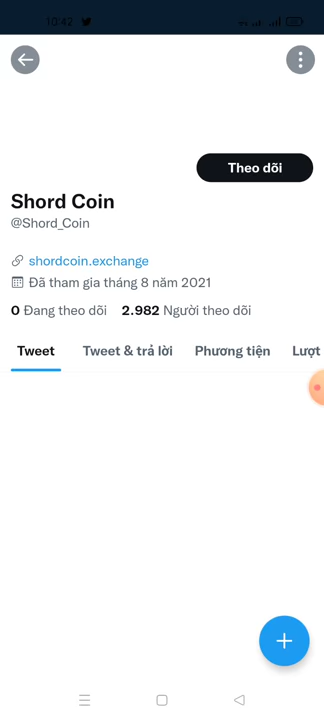 10:42
Theo dõi
Shord Coin
@Shord_Coin
shordcoin.exchange
Đã tham gia tháng 8 năm 2021
0 Đang theo dõi 2.982 Người theo dõi
Tweet Tweet & trả lời Phương tiện Lượt